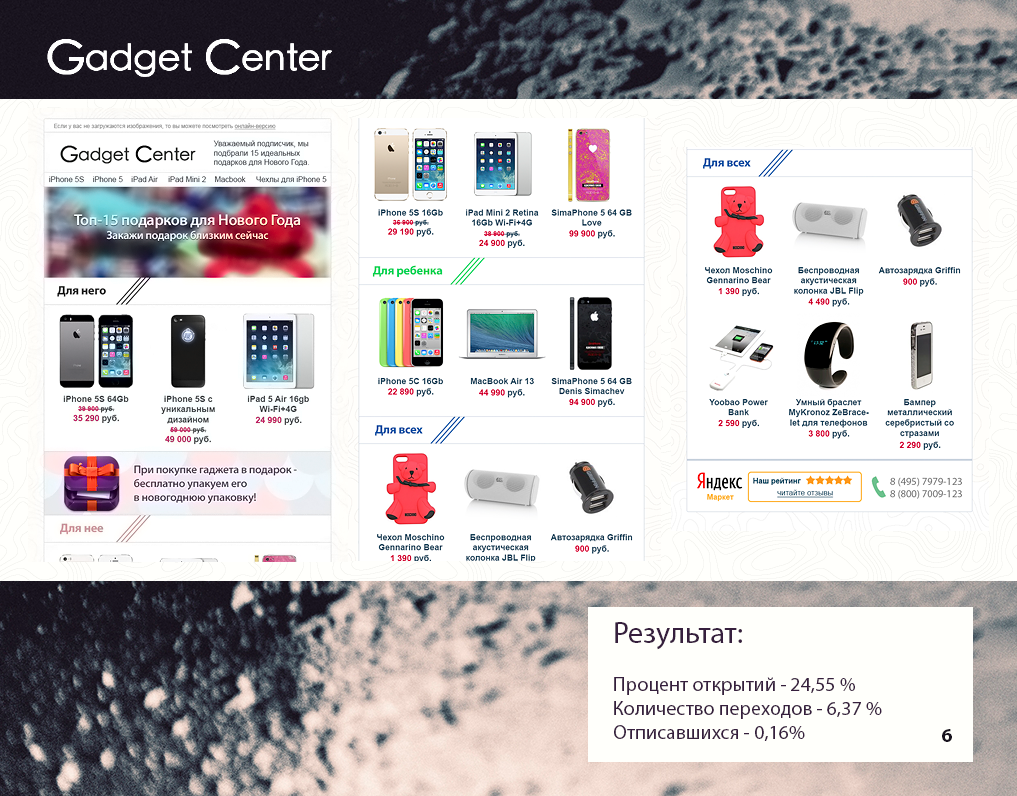 Gadget Center
Если у вас не загружаются изображения, то вы можете посмотреть онлайн-версию
Gadget Center
Уважаемый подписчик, мы
подбрали 15 идеальных
подарков для Нового Года.
iPhone 5S iPhone 5 iPad Air iPad Mini 2 Macbook Чехлы для iPhone 5
Топ-15 подарков для Нового Года
Закажи подарок близким сейчас
Для него
iPhone 5S 64Gb
39 900 руб.
35 290 руб.
iPhone 5S с
уникальным
дизайном
59 000 руб.
49 000 руб.
iPad 5 Air 16gb
Wi-Fi+4G
24 990 руб.
При покупке гаджета в подарок -
бесплатно упакуем его
в новогоднюю упаковку!
Для нее
iPhone 5S 16Gb
36 900 руб.
29 190 руб.
iPad Mini 2 Retina
16Gb Wi-Fi+4G
38 900 руб.
24 900 руб.
SimaPhone 5 64 GB
Love
99 900 руб.
Для ребенка
iPhone 5C 16Gb
22 890 руб.
MacBook Air 13
44 990 руб.
SimaPhone 5 64 GB
Denis Simachev
94 900 руб.
Для всех
Чехол Moschino
Gennarino Bear
1 390 руб.
Беспроводная
акустическая
колонка JBL Flip
Автозарядка Griffin
900 руб.
Для всех
Чехол Moschino
Gennarino Bear
1 390 руб.
Беспроводная
акустическая
колонка JBL Flip
4 490 руб.
Автозарядка Griffin
900 руб.
Yoobao Power
Bank
2 590 руб.
Умный браслет
MyKronoz ZeBrace-
let для телефонов
3 800 руб.
Бампер
металлический
серебристый со
стразами
2 290 руб.
Яндекс
Маркет
Наш рейтинг
читайте отзывы
8 (495) 7979-123
8 (800) 7009-123
Результат:
Процент открытий - 24,55 %
Количество переходов - 6,37 %
Отписавшихся - 0,16%
6